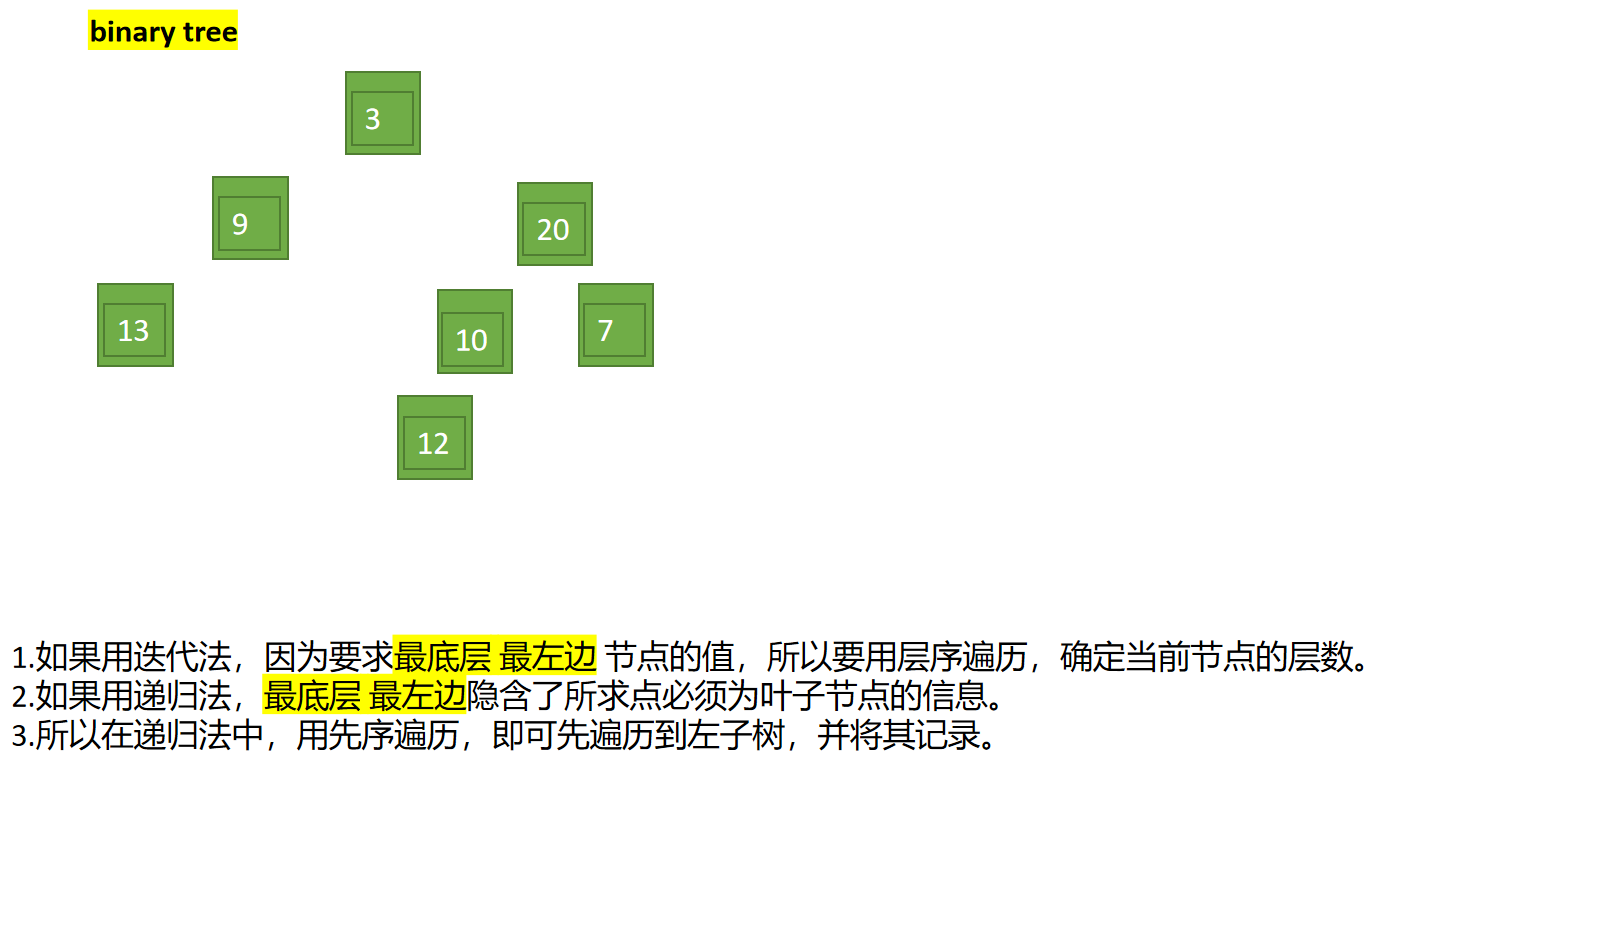 binary tree
3
9
20
13
10
7
12
1.如果用迭代法，因为要求最底层 最左边 节点的值，所以要用层序遍历，确定当前节点的层数。
2.如果用递归法，最底层 最左边隐含了所求点必须为叶子节点的信息。
3.所以在递归法中，用先序遍历，即可先遍历到左子树，并将其记录。